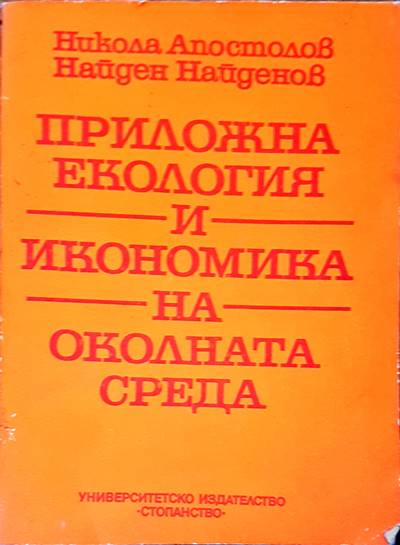 Никола Апостолов
Найден Найденов
ПРИЛОЖНА
ЕКОЛОГИЯ
И
ИКОНОМИКА
НА
ОКОЛНАТА
СРЕДА
УНИВЕРСИТЕТСКО ИЗДАТЕЛСТВО
·СТОПАНСТВО·